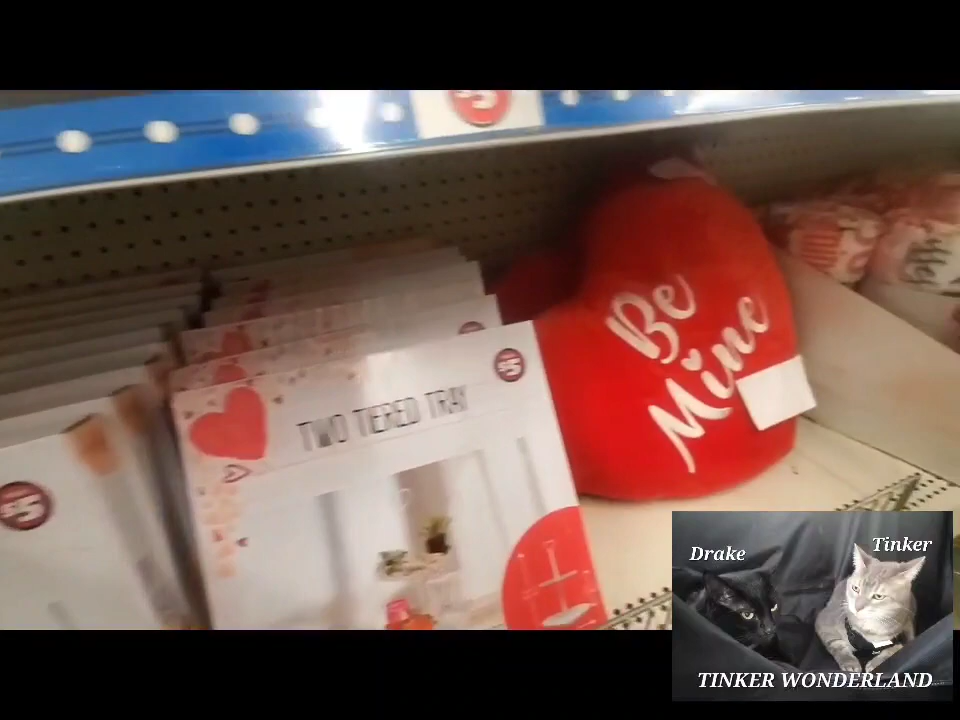 $5
Be
Mine
$5
TWO TIERED TRAY
$5
Drake
Tinker
TINKER WONDERLAND